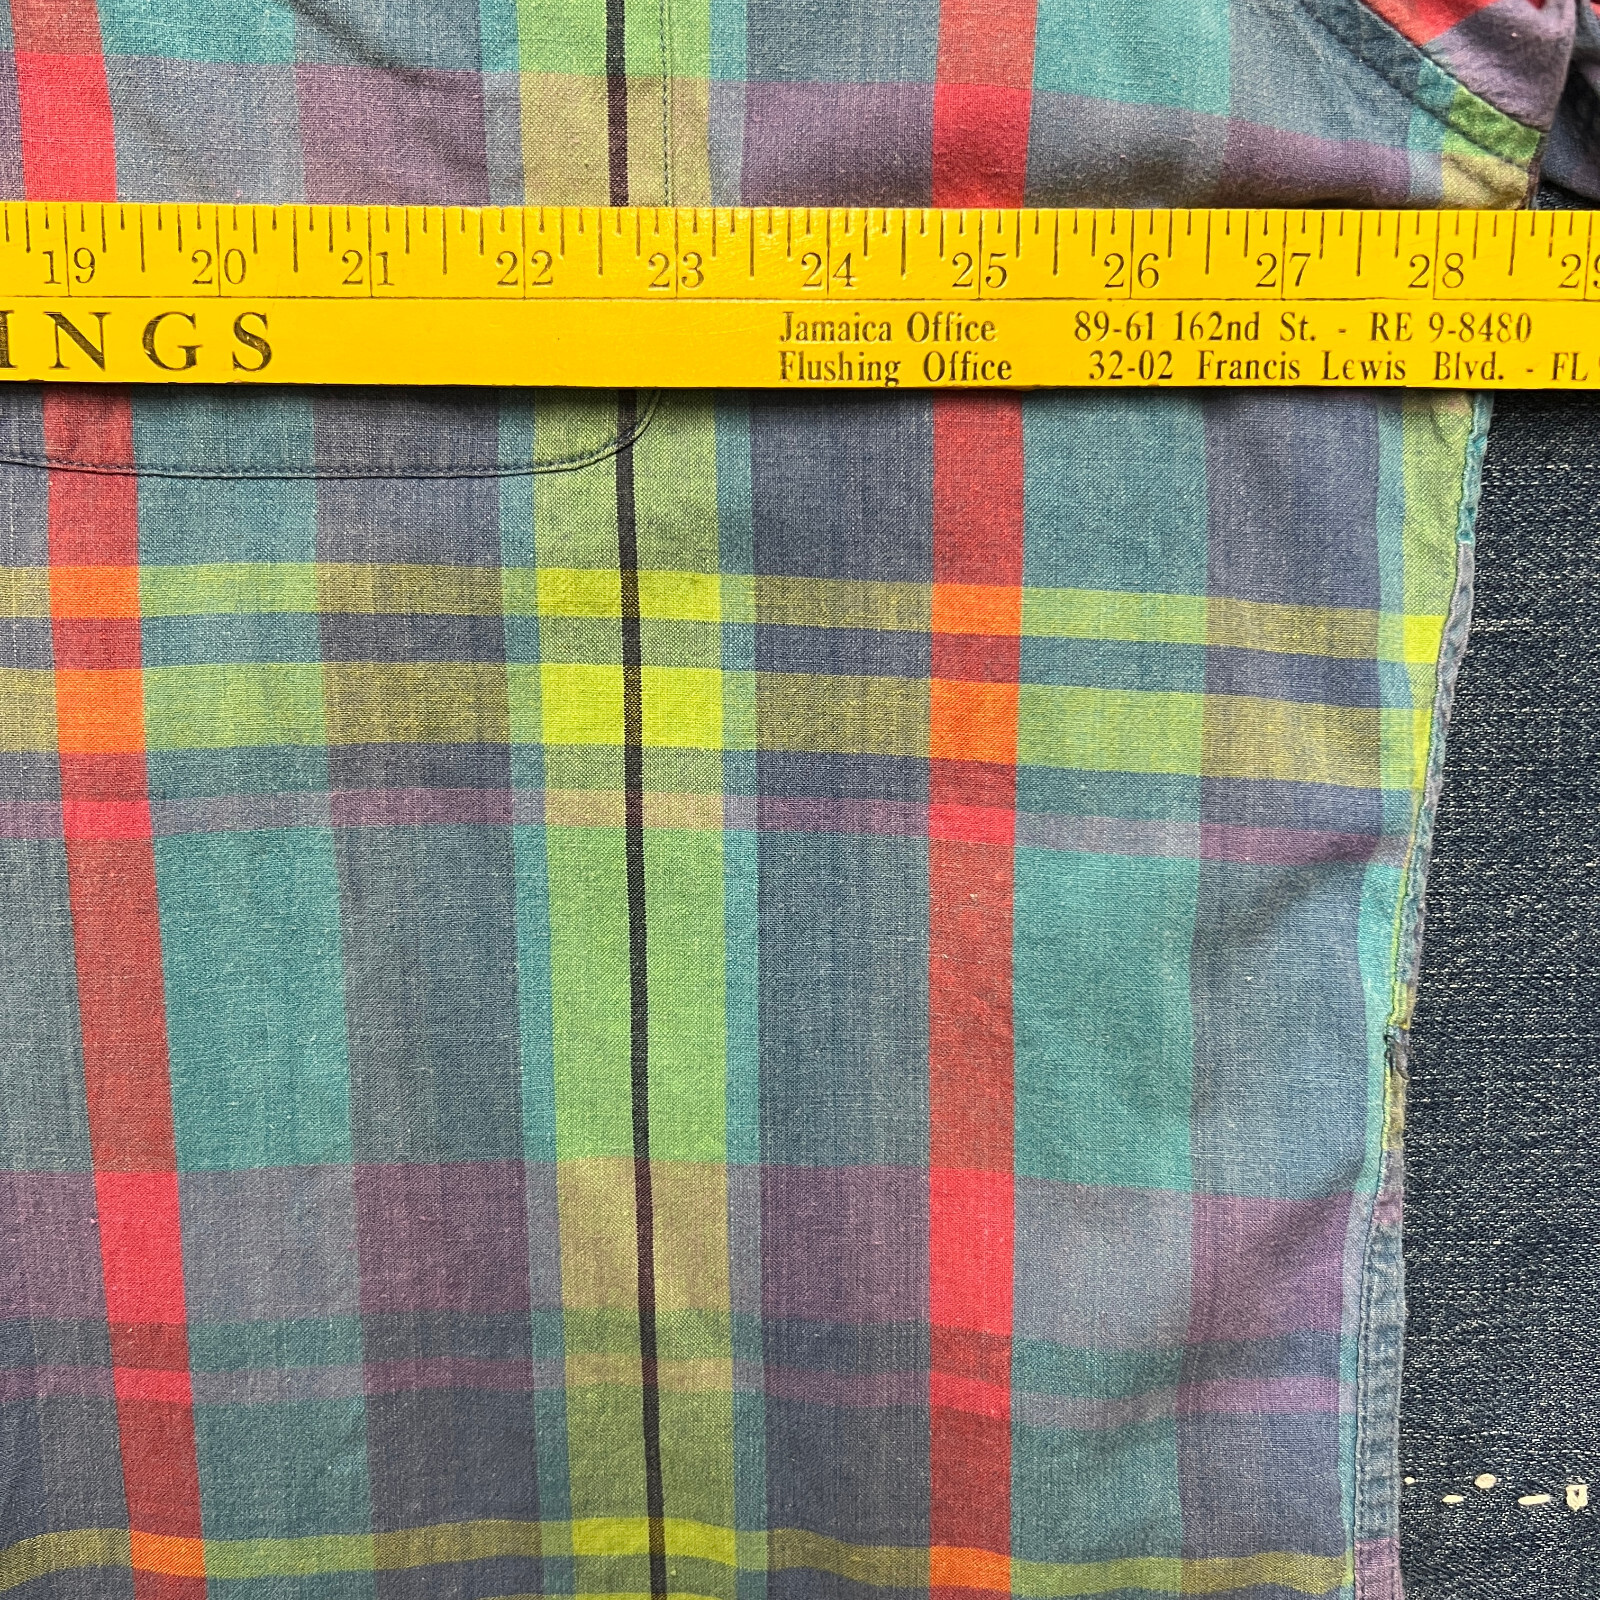 19 20 21 22 23 24 25 26 27 28 29
INGS
Jamaica Office 89-61 162nd St. - RE 9-8480
Flushing Office 32-02 Francis Lewis Blvd. - FL